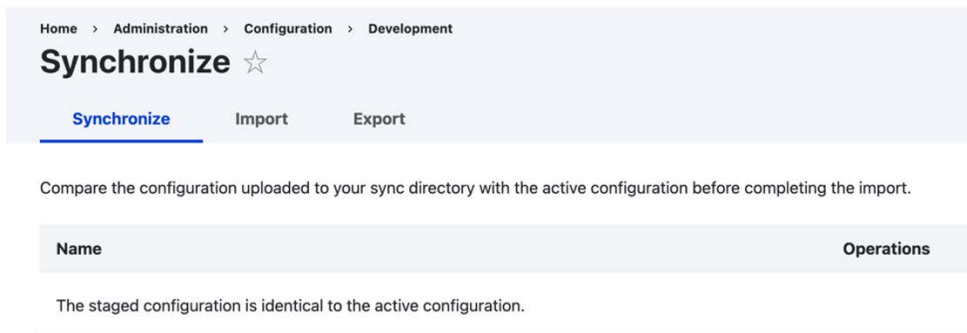 Home > Administration > Configuration > Development
Synchronize
Synchronize Import Export
Compare the configuration uploaded to your sync directory with the active configuration before completing the import.
Name Operations
The staged configuration is identical to the active configuration.